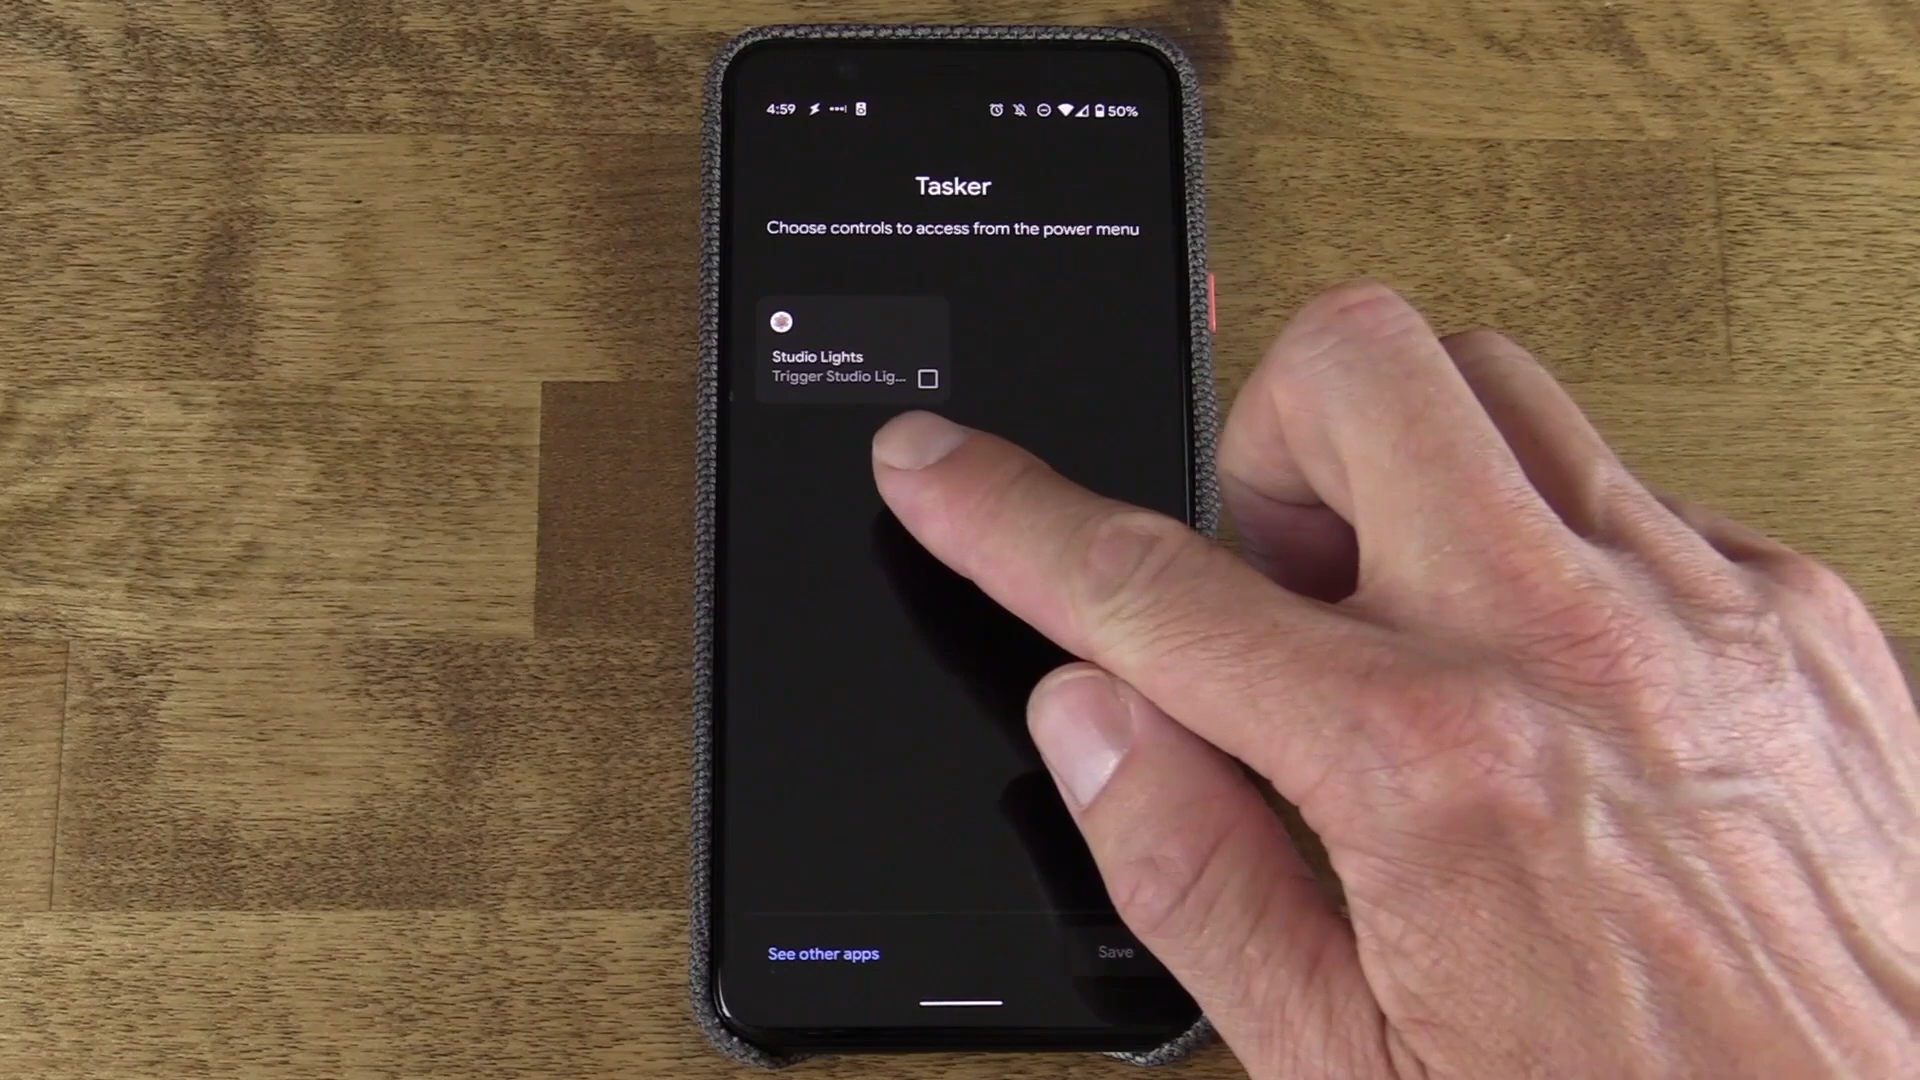 4:59
50%
Tasker
Choose controls to access from the power menu
Studio Lights
Trigger Studio Lig...
See other apps
Save